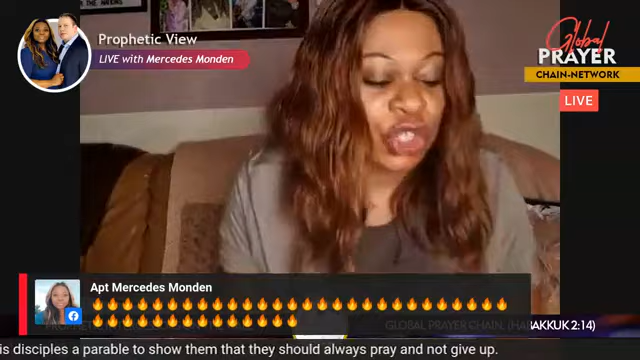 Prophetic View
LIVE with Mercedes Monden
Global
PRAYER
CHAIN-NETWORK
LIVE
Apt Mercedes Monden
🔥🔥🔥🔥🔥🔥🔥🔥🔥🔥🔥🔥🔥🔥🔥🔥🔥🔥🔥🔥🔥🔥🔥🔥🔥🔥🔥🔥
🔥🔥🔥🔥🔥🔥🔥🔥🔥🔥🔥🔥🔥🔥
GLOBAL PRAYER CHAIN, (HABAKKUK 2:14)
is disciples a parable to show them that they should always pray and not give up.